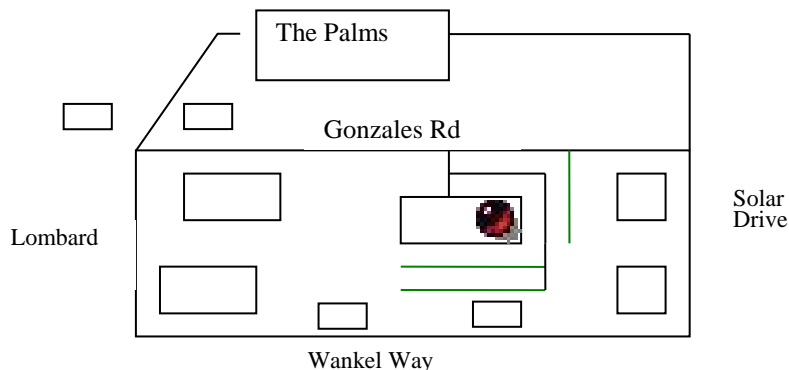 The Palms
Gonzales Rd
Solar
Drive
Lombard
Wankel Way